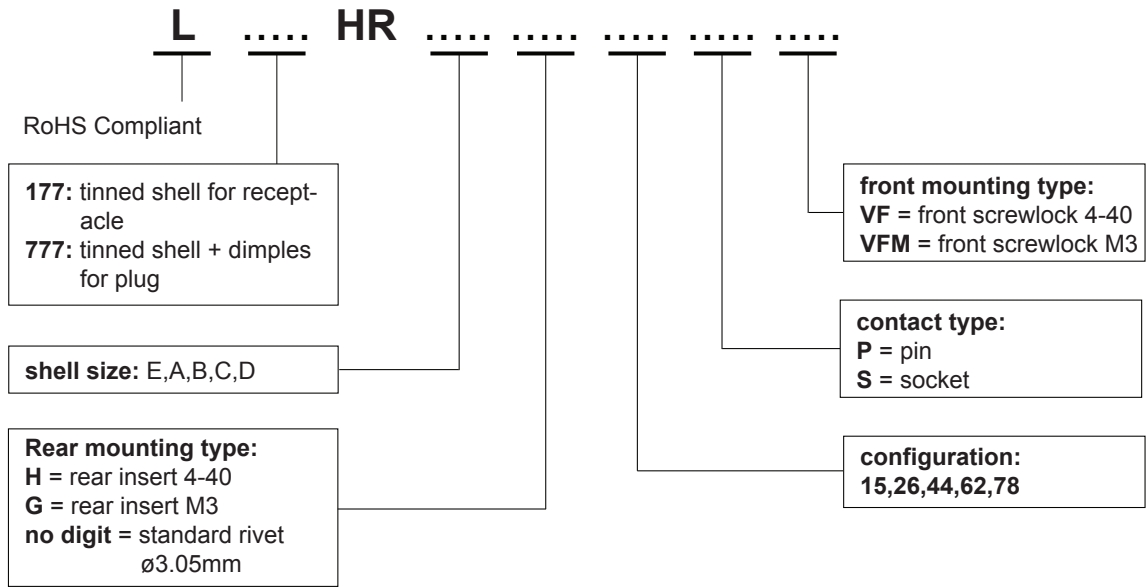 L ..... HR ..... ..... ..... ..... .....
RoHS Compliant
177: tinned shell for recept-
acle
777: tinned shell + dimples
for plug
shell size: E,A,B,C,D
Rear mounting type:
H = rear insert 4-40
G = rear insert M3
no digit = standard rivet
ø3.05mm
front mounting type:
VF = front screwlock 4-40
VFM = front screwlock M3
contact type:
P = pin
S = socket
configuration:
15,26,44,62,78